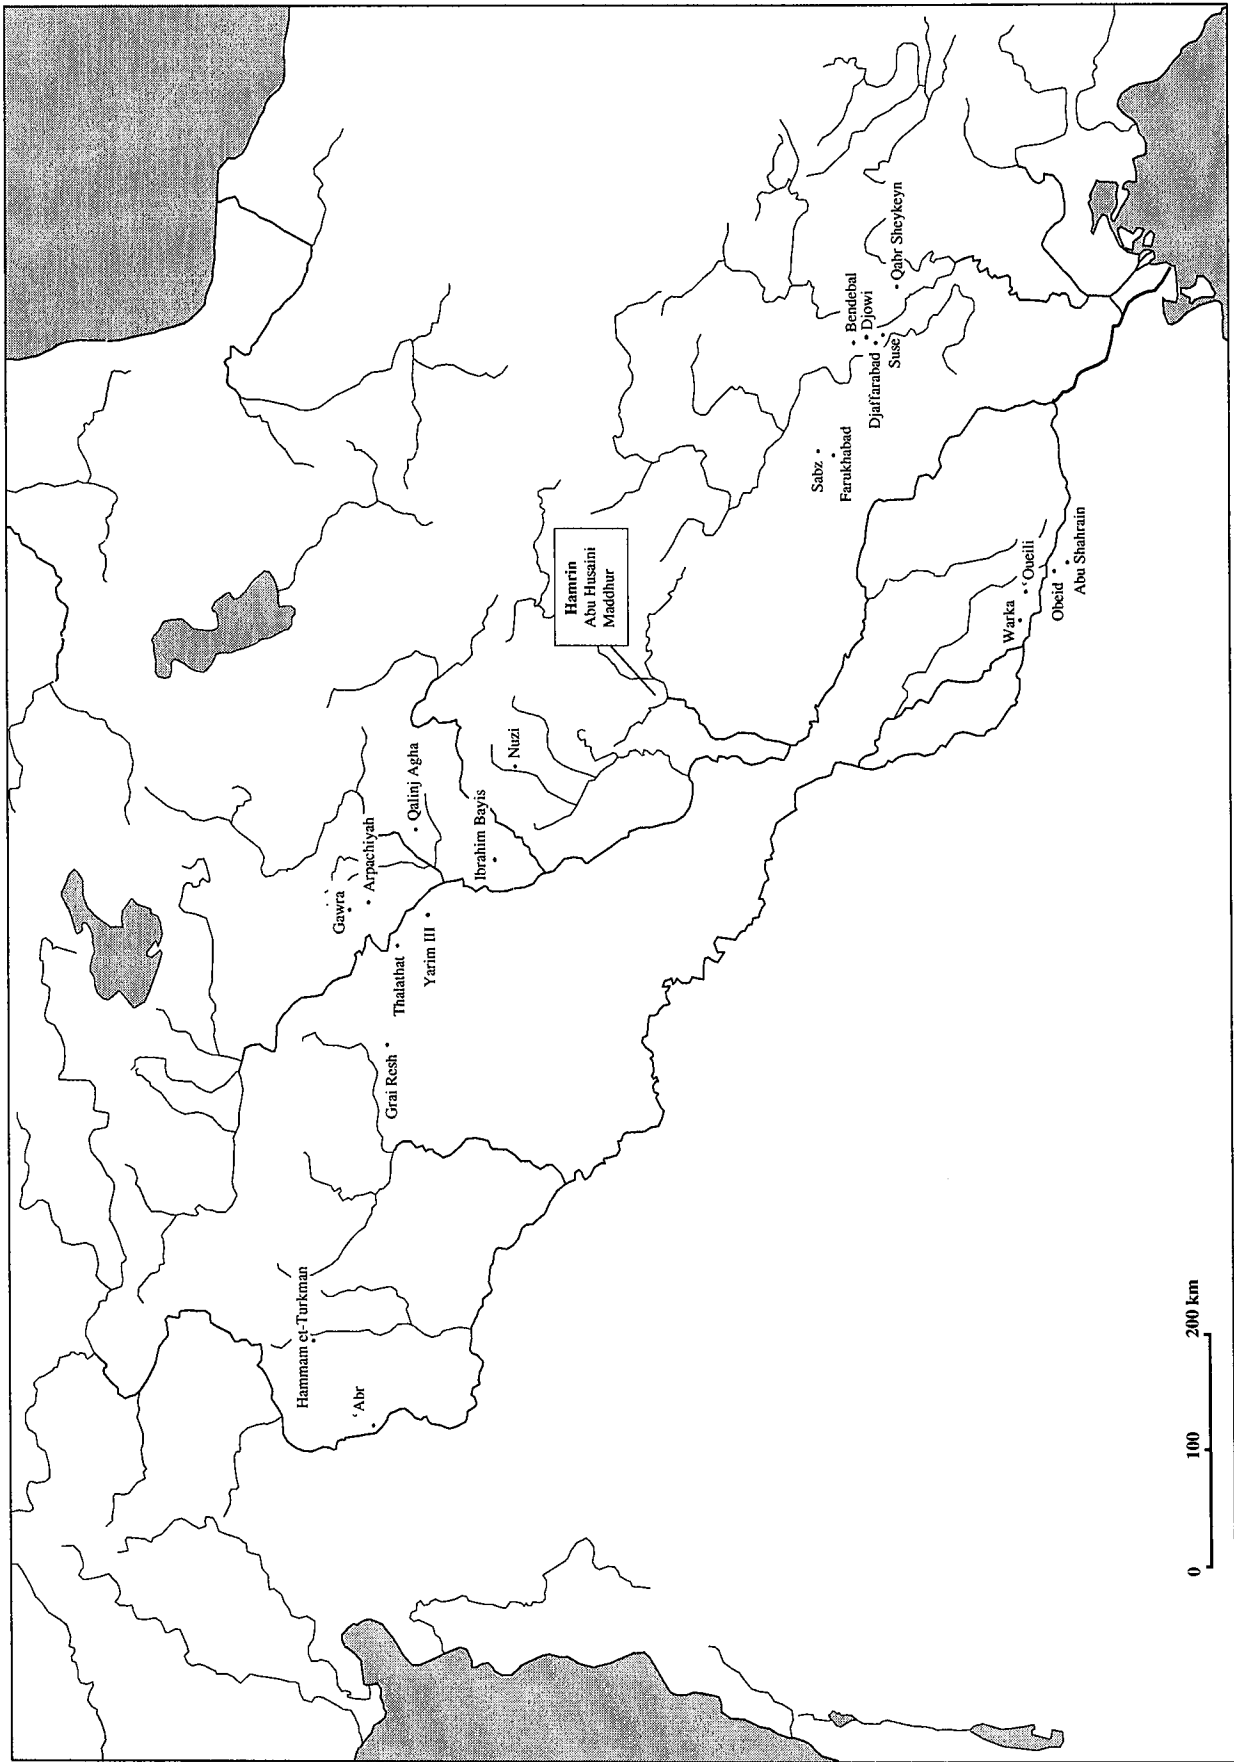 Hammam et-Turkman
‘Abr
Grai Resh
Thalathat
Yarim III
Gawra
Arpachiyah
Qalinj Agha
Ibrahim Bayis
Nuzi
Hamrin
Abu Husaini
Maddhur
Sabz
Farukhabad
Bendebal
Djowi
Djaffarabad
Suse
Qabr Sheykeyn
Warka
‘Oueili
Obeid
Abu Shahrain
0 100 200 km